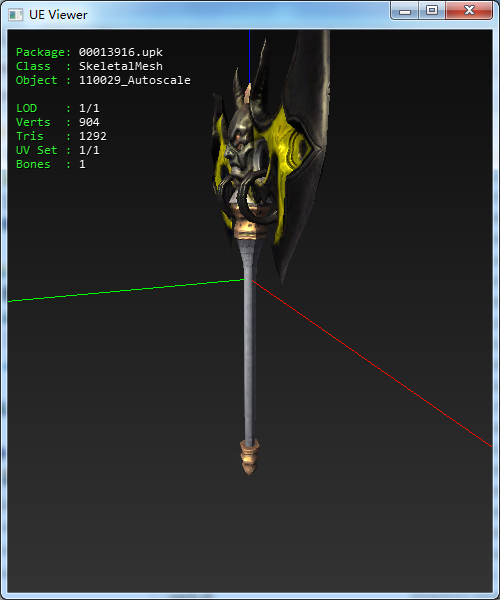 UE Viewer
Package: 00013916.upk
Class : SkeletalMesh
Object : 110029_Autoscale
LOD : 1/1
Verts : 904
Tris : 1292
UV Set : 1/1
Bones : 1